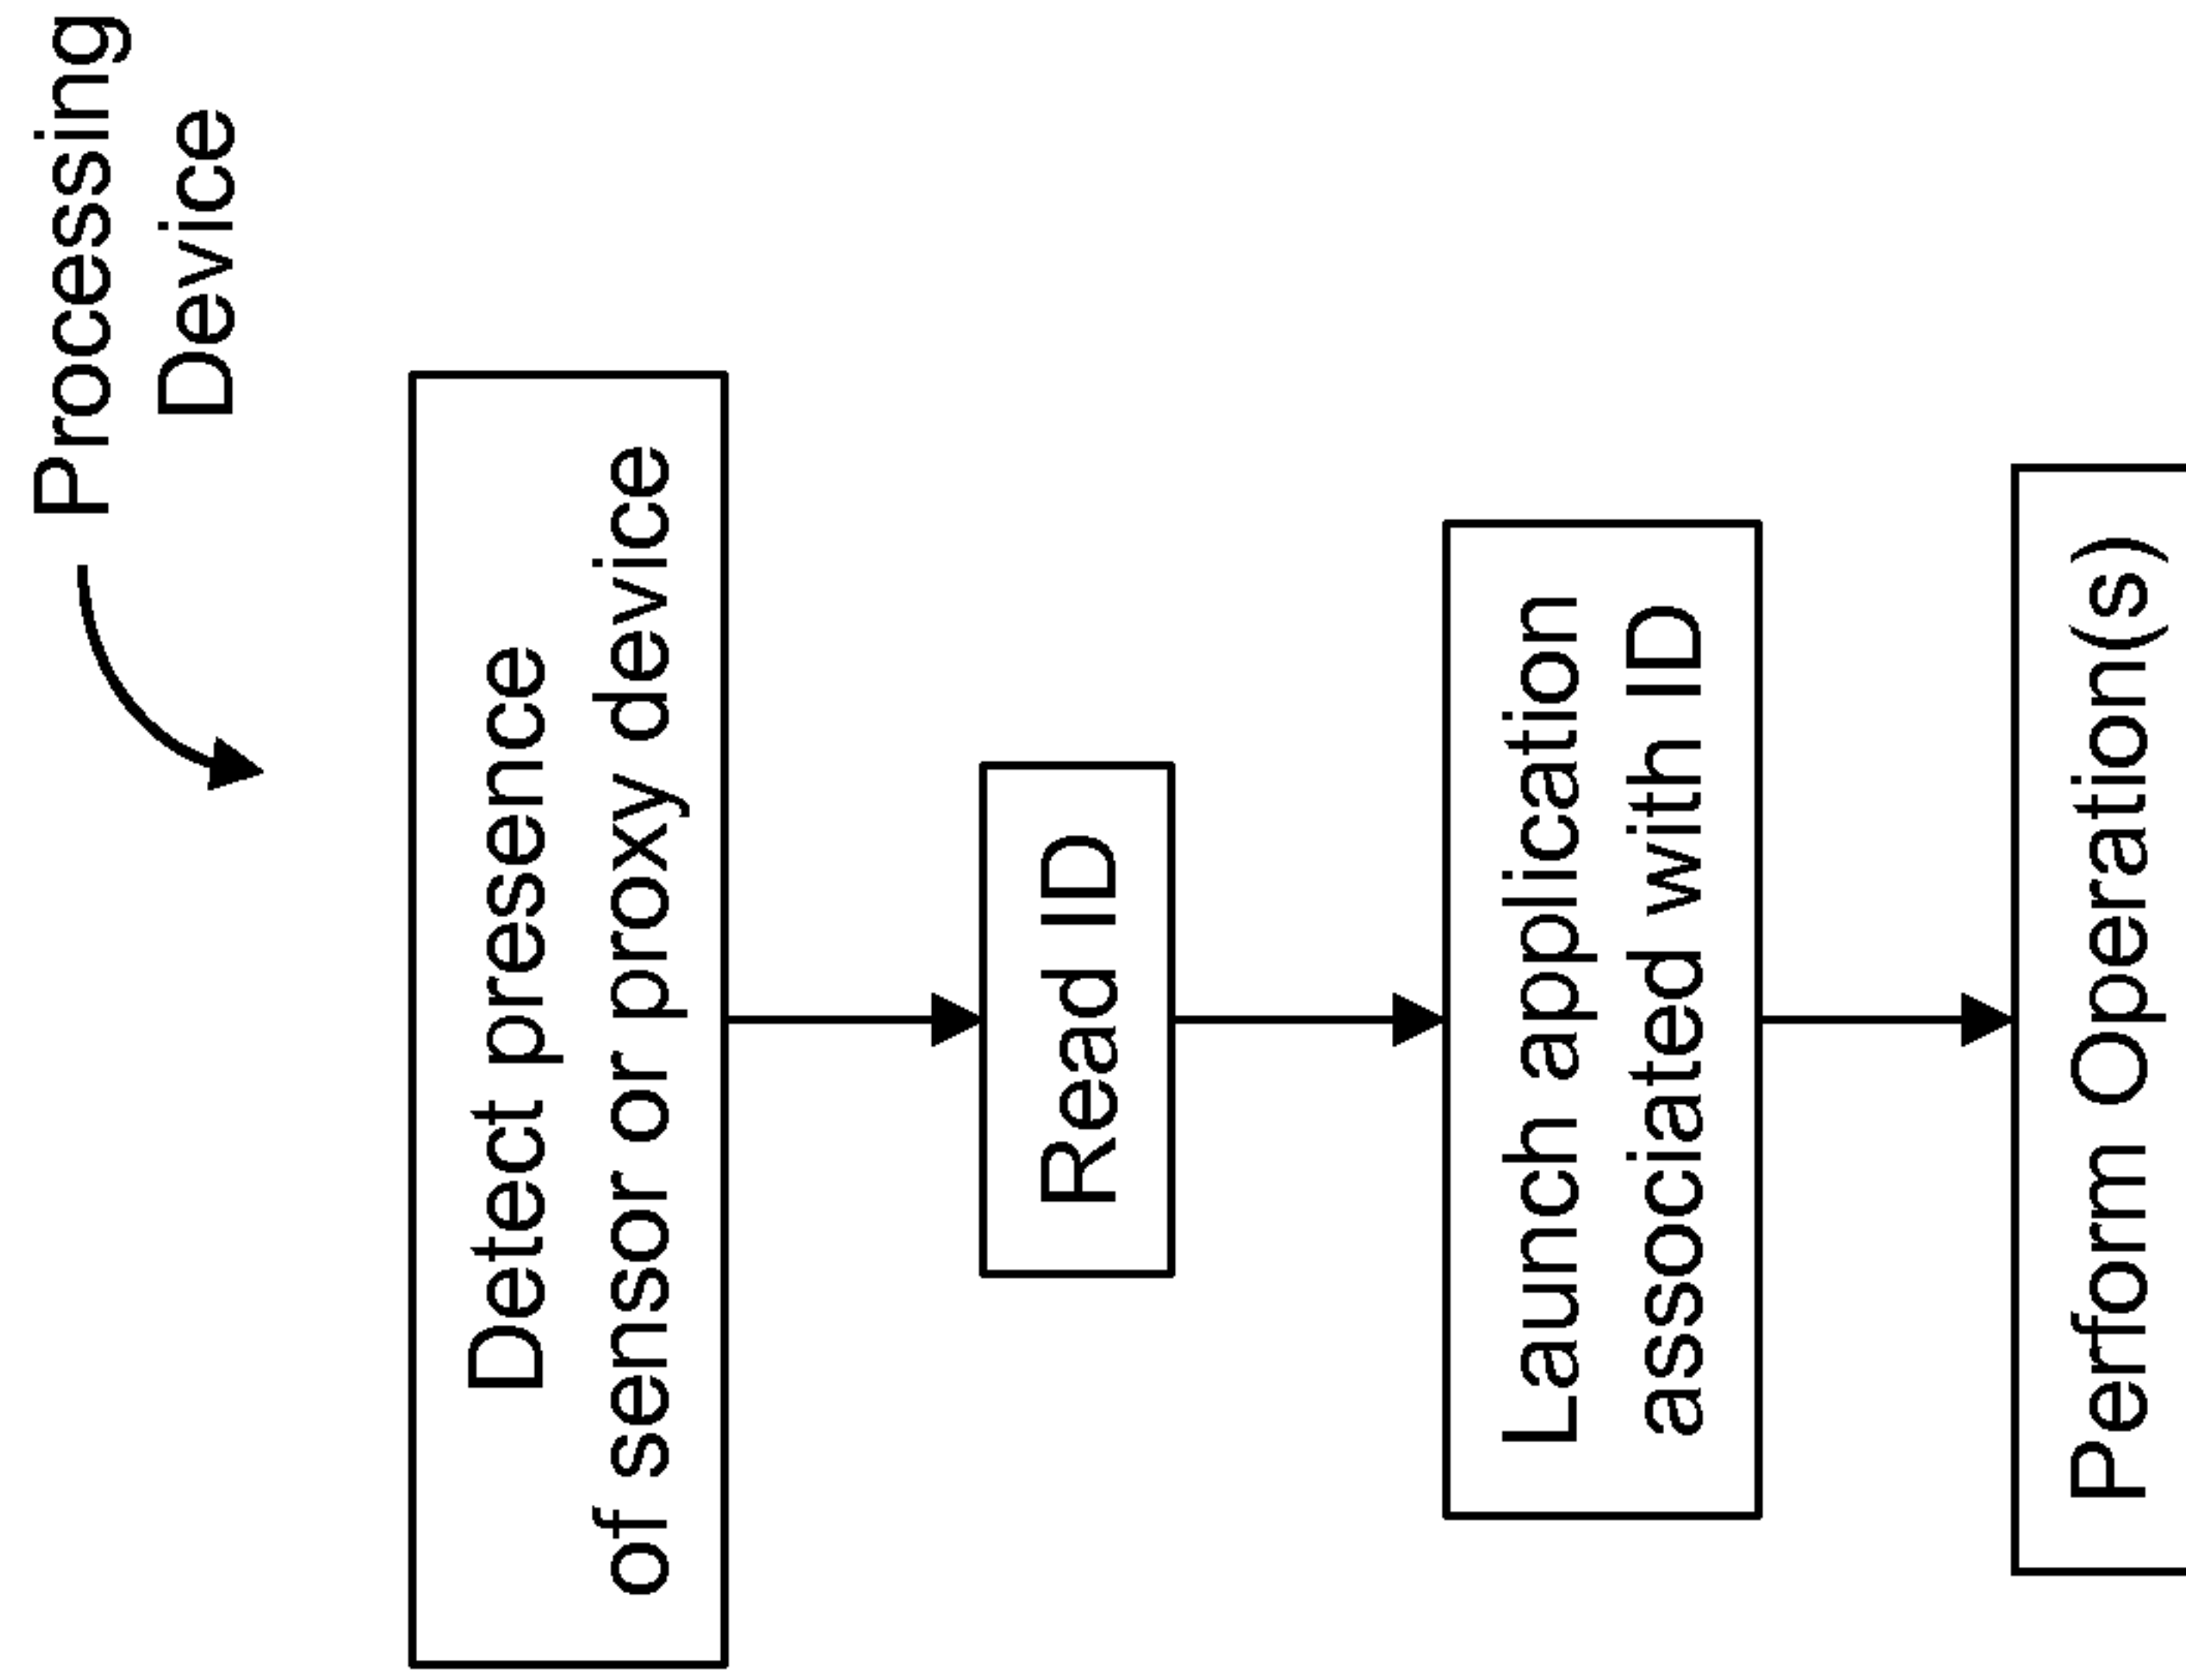 Processing
Device
Detect presence
of sensor or proxy device
Read ID
Launch application
associated with ID
Perform Operation(s)